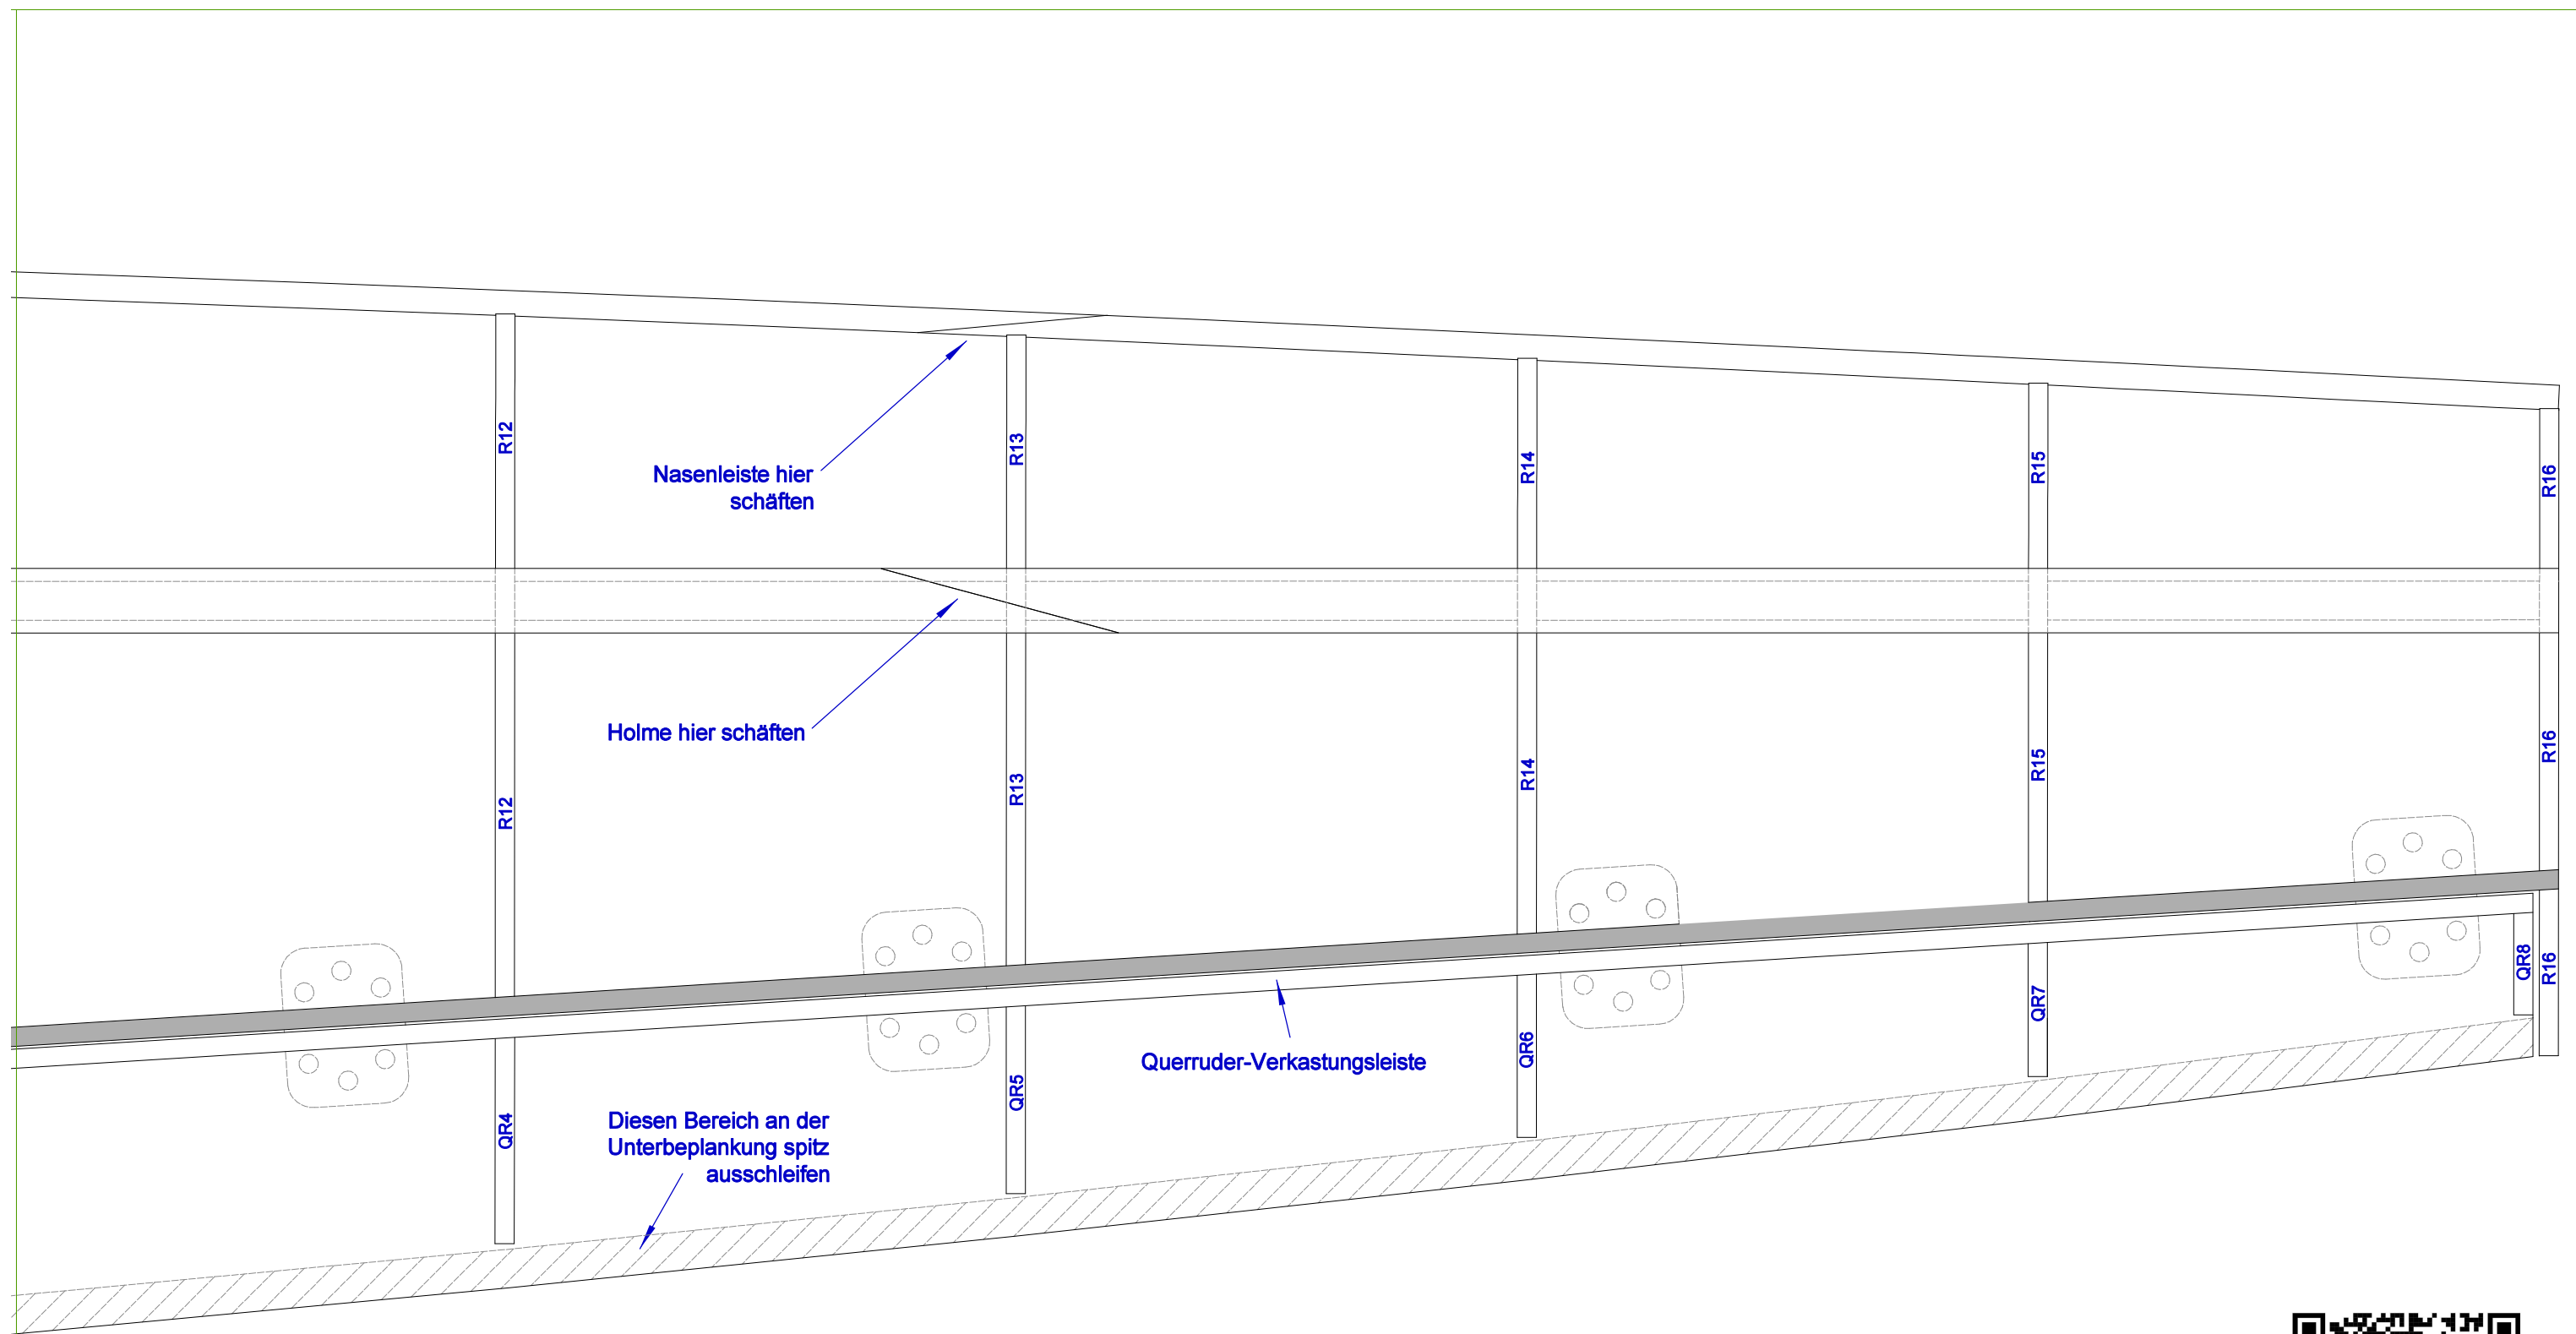 R12
R13
R14
R15
R16
Nasenleiste hier
schäften
Holme hier schäften
R12
R13
R14
R15
R16
QR4
QR5
QR6
QR7
QR8
R16
Querruder-Verkastungsleiste
Diesen Bereich an der
Unterbeplankung spitz
ausschleifen